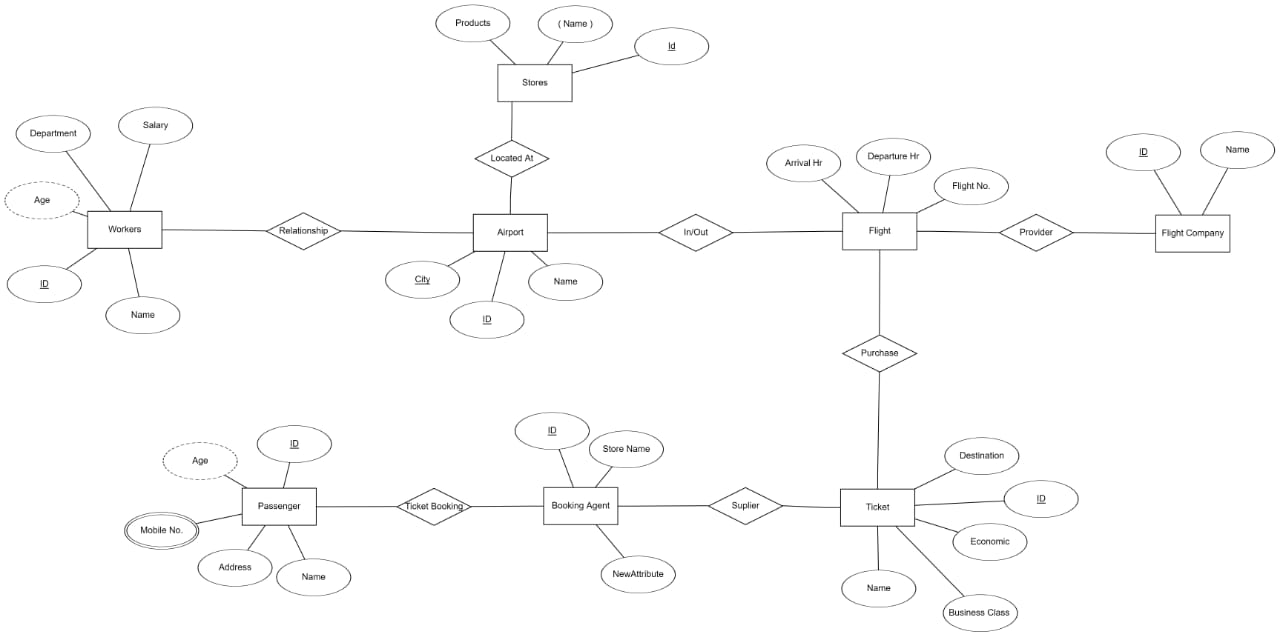 Products
( Name )
Id
Stores
Department
Salary
Located At
Arrival Hr
Departure Hr
ID
Name
Age
Flight No.
Workers
Relationship
Airport
In/Out
Flight
Provider
Flight Company
ID
City
Name
Name
ID
Purchase
Age
ID
ID
Store Name
Destination
ID
Passenger
Ticket Booking
Booking Agent
Suplier
Ticket
Mobile No.
Economic
Address
Name
NewAttribute
Name
Business Class